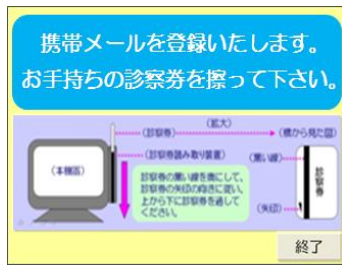 携帯メールを登録いたします。
お手持ちの診察券を擦って下さい。
(拡大)
(診察券)
(横から見た図)
(診察券読み取り装置)
(黒い線)
(本機器)
診察券
診察券の黒い線を奥にして、
診察券の矢印の向きに従い、
上から下に診察券を通して
ください。
(矢印)
終了